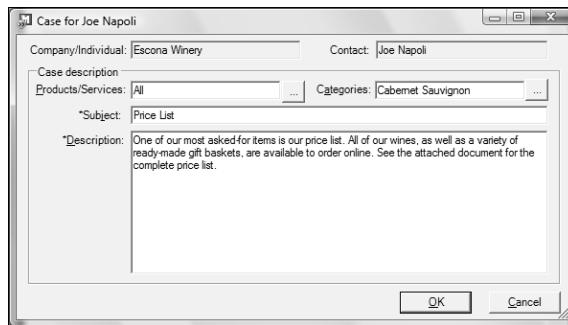 Case for Joe Napoli
Company/Individual: Escona Winery Contact: Joe Napoli
Case description
Products/Services: All ... Categories: Cabernet Sauvignon ...
*Subject: Price List
*Description: One of our most asked-for items is our price list. All of our wines, as well as a variety of
ready-made gift baskets, are available to order online. See the attached document for the
complete price list.
OK Cancel